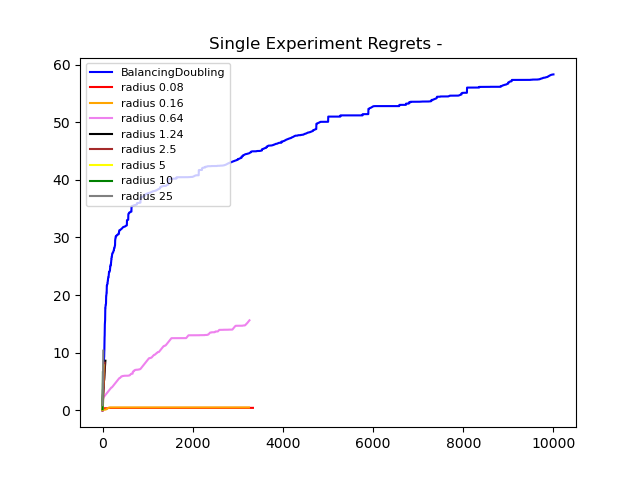 Single Experiment Regrets -
BalancingDoubling
radius 0.08
radius 0.16
radius 0.64
radius 1.24
radius 2.5
radius 5
radius 10
radius 25
60
50
40
30
20
10
0
0 2000 4000 6000 8000 10000